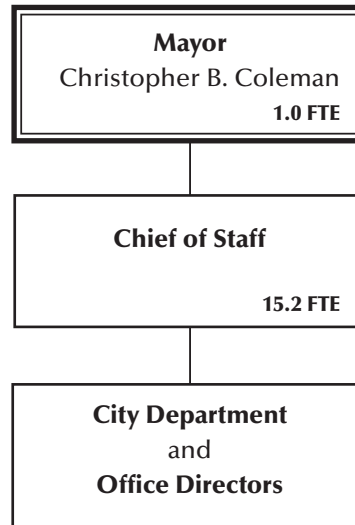 Mayor
Christopher B. Coleman
1.0 FTE
Chief of Staff
15.2 FTE
City Department
and
Office Directors